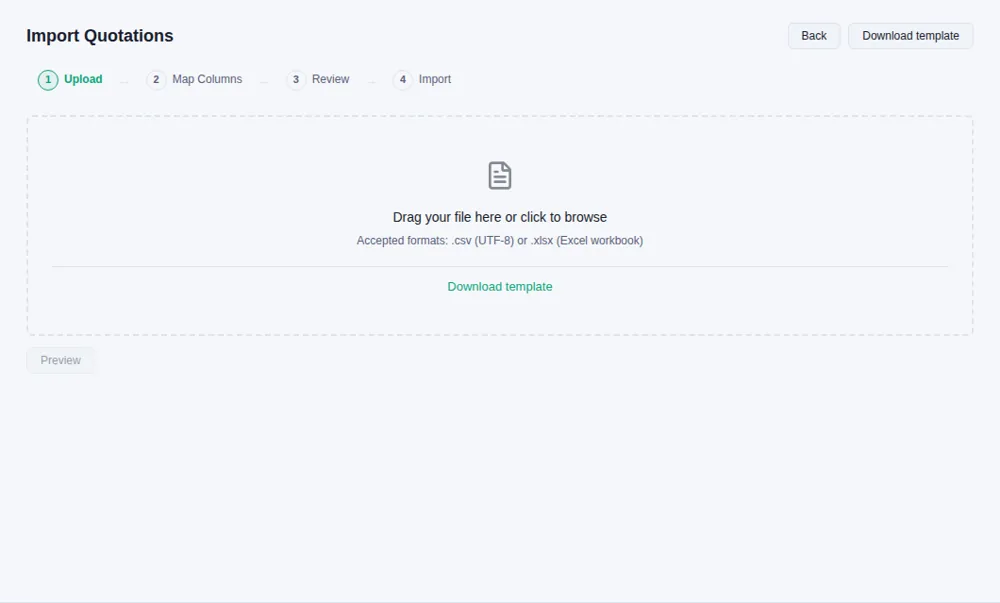 Import Quotations
Back
Download template
1 Upload
2 Map Columns
3 Review
4 Import
Drag your file here or click to browse
Accepted formats: .csv (UTF-8) or .xlsx (Excel workbook)
Download template
Preview